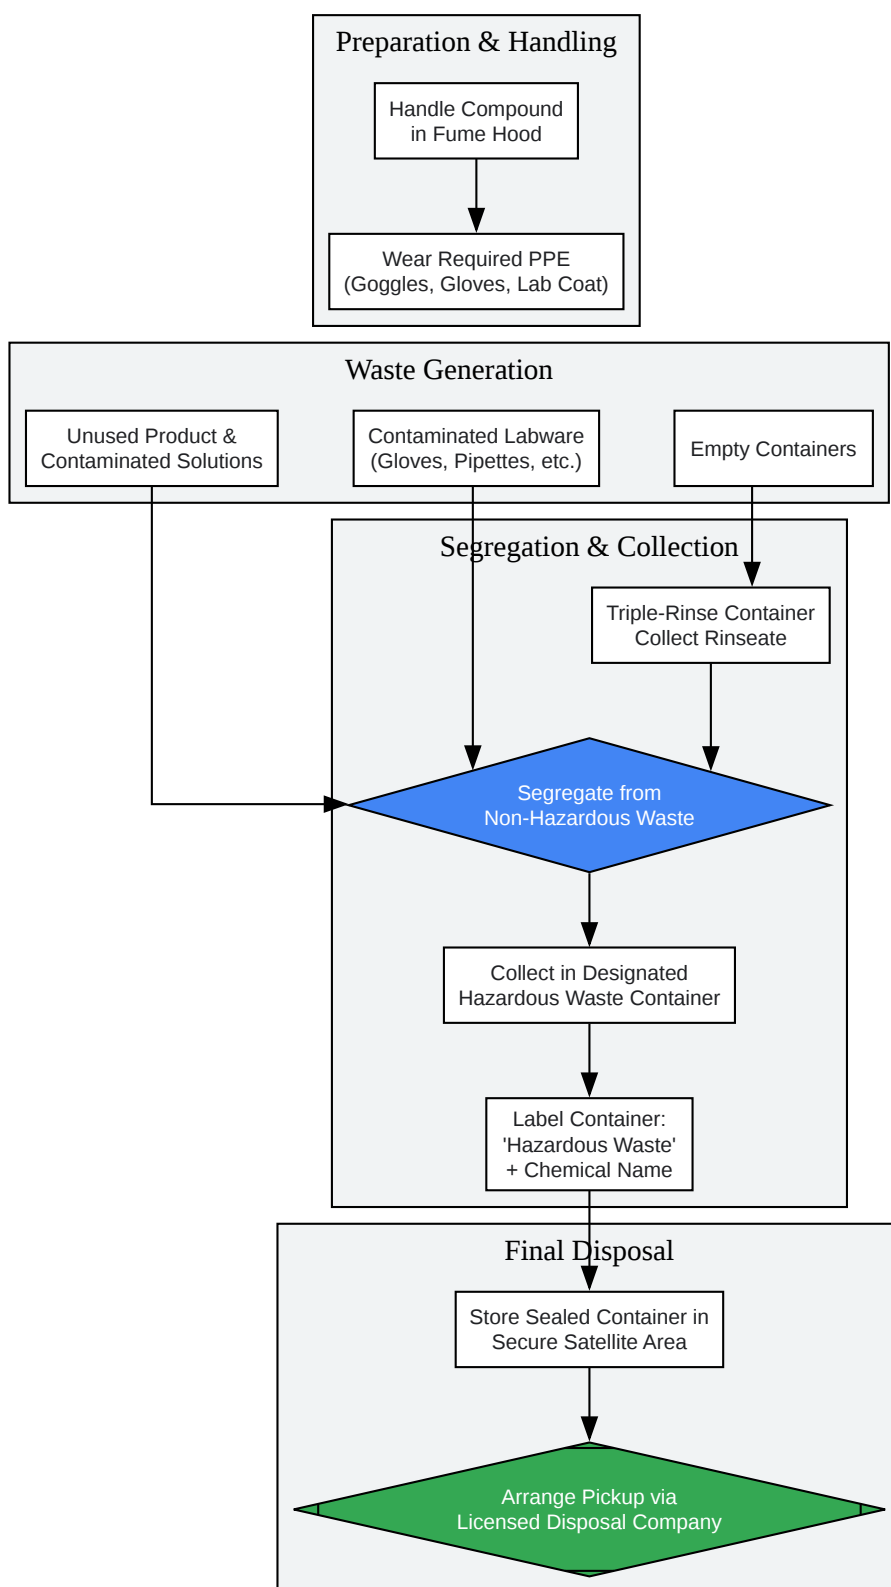 Preparation & Handling
Handle Compound
in Fume Hood
Wear Required PPE
(Goggles, Gloves, Lab Coat)
Waste Generation
Unused Product &
Contaminated Solutions
Contaminated Labware
(Gloves, Pipettes, etc.)
Empty Containers
Segregation & Collection
Triple-Rinse Container
Collect Rinseate
Segregate from
Non-Hazardous Waste
Collect in Designated
Hazardous Waste Container
Label Container:
'Hazardous Waste'
+ Chemical Name
Final Disposal
Store Sealed Container in
Secure Satellite Area
Arrange Pickup via
Licensed Disposal Company